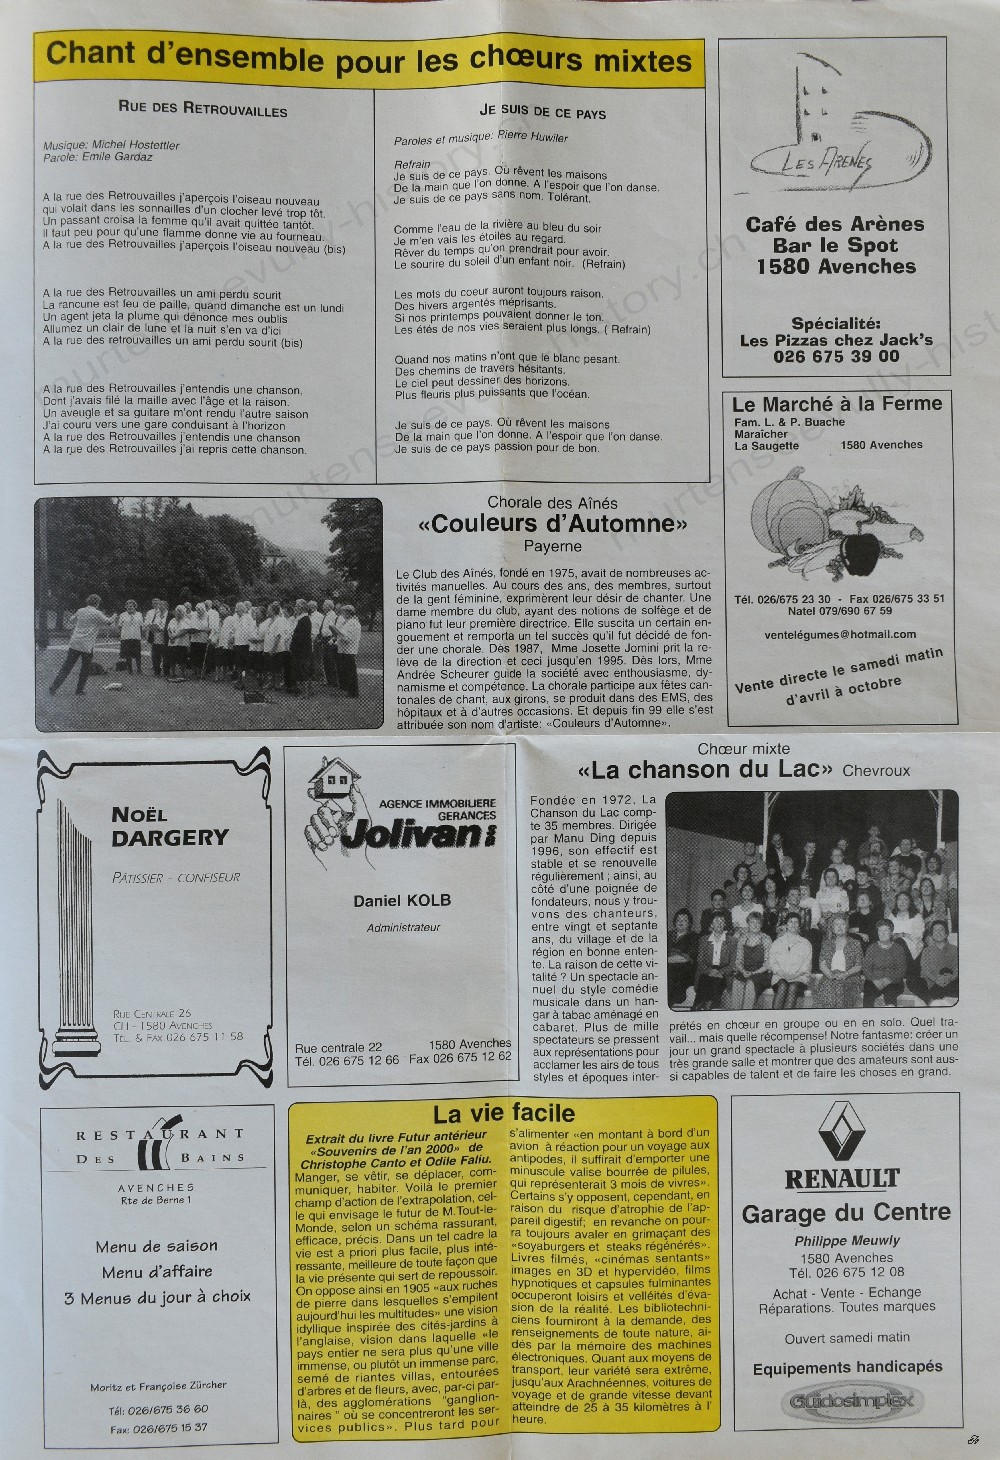 Chant d'ensemble pour les chœurs mixtes
RUE DES RETROUVAILLES
Musique: Michel Hostettler
Parole: Emile Gardaz
A la rue des Retrouvailles j'aperçois l'oiseau nouveau
qui volait dans les sonnailles d'un clocher levé trop tôt.
Un passant croisa la femme qu'il avait quittée tantôt.
Il faut peu pour qu'une flamme donne vie au fourneau.
A la rue des Retrouvailles j'aperçois l'oiseau nouveau (bis)
A la rue des Retrouvailles un ami perdu sourit
La rancune est feu de paille, quand dimanche est un lundi
Un agent jeta la plume qui dénonce mes oublis
Allumez un clair de lune et la nuit s'en va d'ici
A la rue des retrouvailles un ami perdu sourit (bis)
A la rue des Retrouvailles j'entendis une chanson,
Dont j'avais filé la maille avec l'âge et la raison.
Un aveugle et sa guitare m'ont rendu l'autre saison
J'ai couru vers une gare conduisant à l'horizon
A la rue des Retrouvailles j'entendis une chanson
A la rue des Retrouvailles j'ai repris cette chanson.
JE SUIS DE CE PAYS
Paroles et musique: Pierre Huwiler
Refrain
Je suis de ce pays. Où rêvent les maisons
De la main que l'on donne. A l'espoir que l'on danse.
Je suis de ce pays sans nom. Tolérant.
Comme l'eau de la rivière au bleu du soir
Je m'en vais les étoiles au regard.
Rêver du temps qu'on prendrait pour avoir.
Le sourire du soleil d'un enfant noir. (Refrain)
Les mots du coeur auront toujours raison.
Des hivers argentés méprisants.
Si nos printemps pouvaient donner le ton.
Les étés de nos vies seraient plus longs. ( Refrain)
Quand nos matins n'ont que le blanc pesant.
Des chemins de travers hésitants.
Le ciel peut dessiner des horizons.
Plus fleuris plus puissants que l'océan.
Je suis de ce pays. Où rêvent les maisons
De la main que l'on donne. A l'espoir que l'on danse.
Je suis de ce pays passion pour de bon.
LES ARENES
Café des Arènes
Bar le Spot
1580 Avenches
Spécialité:
Les Pizzas chez Jack's
026 675 39 00
Le Marché à la Ferme
Fam. L. & P. Buache
Maraîcher
La Saugette 1580 Avenches
Tél. 026/675 23 30 - Fax 026/675 33 51
Natel 079/690 67 59
ventelégumes@hotmail.com
Vente directe le samedi matin
d'avril à octobre
Chorale des Aînés
«Couleurs d'Automne»
Payerne
Le Club des Aînés, fondé en 1975, avait de nombreuses ac-
tivités manuelles. Au cours des ans, des membres, surtout
de la gent féminine, exprimèrent leur désir de chanter. Une
dame membre du club, ayant des notions de solfège et de
piano fut leur première directrice. Elle suscita un certain en-
gouement et remporta un tel succès qu'il fut décidé de fon-
der une chorale. Dès 1987, Mme Josette Jomini prit la re-
lève de la direction et ceci jusqu'en 1995. Dès lors, Mme
Andrée Scheurer guide la société avec enthousiasme, dy-
namisme et compétence. La chorale participe aux fêtes can-
tonales de chant, aux girons, se produit dans des EMS, des
hôpitaux et à d'autres occasions. Et depuis fin 99 elle s'est
attribuée son nom d'artiste: «Couleurs d'Automne».
NOËL
DARGERY
PÂTISSIER - CONFISEUR
RUE CENTRALE 26
CH - 1580 AVENCHES
TÉL. & FAX 026 675 11 58
AGENCE IMMOBILIERE
GERANCES
Jolivan SA
Daniel KOLB
Administrateur
Rue centrale 22 1580 Avenches
Tél. 026 675 12 66 Fax 026 675 12 62
Chœur mixte
«La chanson du Lac» Chevroux
Fondée en 1972. La
Chanson du Lac comp-
te 35 membres. Dirigée
par Manu Ding depuis
1996, son effectif est
stable et se renouvelle
régulièrement ; ainsi, au
côté d'une poignée de
fondateurs, nous y trou-
vons des chanteurs,
entre vingt et septante
ans, du village et de la
région en bonne enten-
te. La raison de cette vi-
talité ? Un spectacle an-
nuel du style comédie
musicale dans un han-
gar à tabac aménagé en
cabaret. Plus de mille
spectateurs se pressent
aux représentations pour
acclamer les airs de tous
styles et époques inter-
prétés en chœur en groupe ou en en solo. Quel tra-
vail... mais quelle récompense! Notre fantasme: créer un
jour un grand spectacle à plusieurs sociétés dans une
très grande salle et montrer que des amateurs sont aus-
si capables de talent et de faire les choses en grand.
RESTAURANT
DES BAINS
AVENCHES
Rte de Berne 1
Menu de saison
Menu d'affaire
3 Menus du jour à choix
Moritz et Françoise Zürcher
Tél: 026/675 36 60
Fax: 026/675 15 37
La vie facile
Extrait du livre Futur antérieur
«Souvenirs de l'an 2000» de
Christophe Canto et Odile Faliu.
Manger, se vêtir, se déplacer, com-
muniquer, habiter. Voilà le premier
champ d'action de l'extrapolation, cel-
le qui envisage le futur de M.Tout-le-
Monde, selon un schéma rassurant,
efficace, précis. Dans un tel cadre la
vie est a priori plus facile, plus inté-
ressante, meilleure de toute façon que
la vie présente qui sert de repoussoir.
On oppose ainsi en 1905 «aux ruches
de pierre dans lesquelles s'empilent
aujourd'hui les multitudes» une vision
idyllique inspirée des cités-jardins à
l'anglaise, vision dans laquelle «le
pays entier ne sera plus qu'une ville
immense, ou plutôt un immense parc,
semé de riantes villas, entourées
d'arbres et de fleurs, avec, par-ci par-
là, des agglomérations "ganglion-
naires " où se concentreront les ser-
vices publics». Plus tard pour
s'alimenter «en montant à bord d'un
avion à réaction pour un voyage aux
antipodes, il suffirait d'emporter une
minuscule valise bourrée de pilules,
qui représenterait 3 mois de vivres».
Certains s'y opposent, cependant, en
raison du risque d'atrophie de l'ap-
pareil digestif; en revanche on pour-
ra toujours avaler en grimaçant des
«soyaburgers et steaks régénérés».
Livres filmés, «cinémas sentants»
images en 3D et hypervidéo, films
hypnotiques et capsules fulminantes
occuperont loisirs et velléités d'éva-
sion de la réalité. Les bibliothécni-
ciens fourniront à la demande, des
renseignements de toute nature, ai-
dés par la mémoire des machines
électroniques. Quant aux moyens de
transport, leur variété sera extrême,
jusqu'aux Arachnéennes, voitures de
voyage et de grande vitesse devant
atteindre de 25 à 35 kilomètres à l'
heure.
RENAULT
Garage du Centre
Philippe Meuwly
1580 Avenches
Tél. 026 675 12 08
Achat - Vente - Echange
Réparations. Toutes marques
Ouvert samedi matin
Equipements handicapés
Guidosimplex